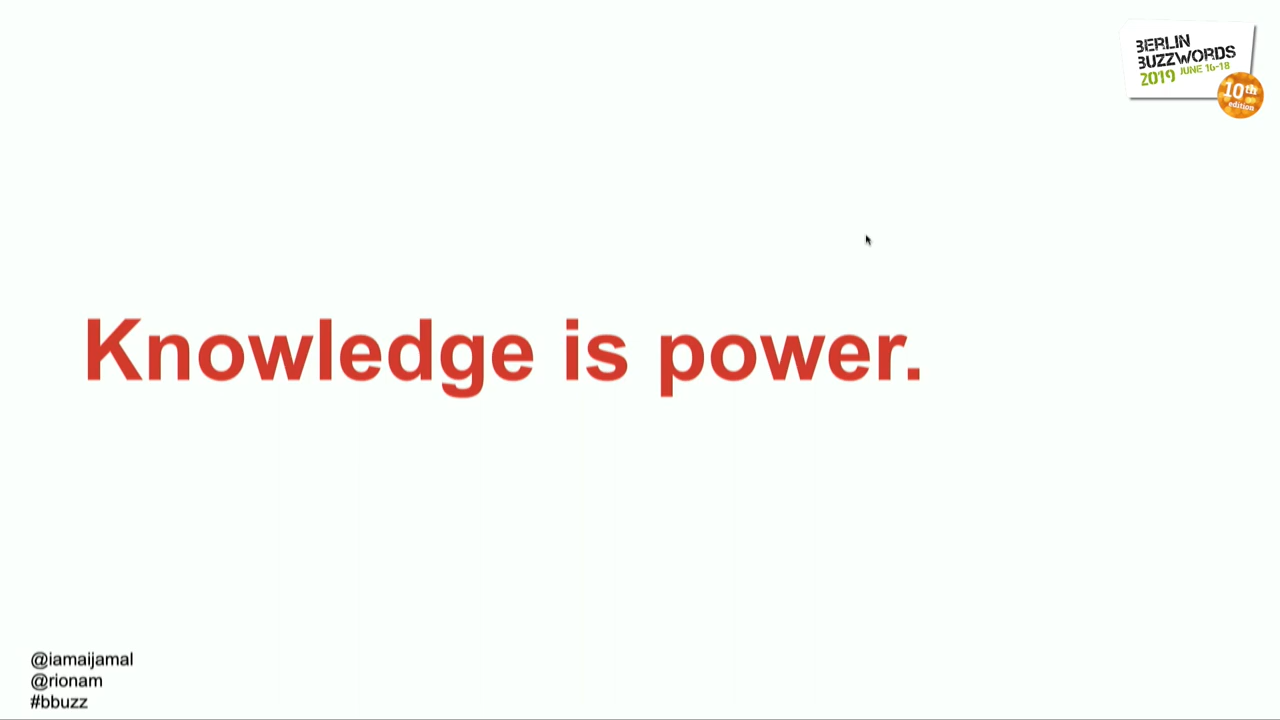 BERLIN
BUZZWORDS
2019 JUNE 16-18
10th
edition
Knowledge is power.
@iamaijamal
@rionam
#bbuzz